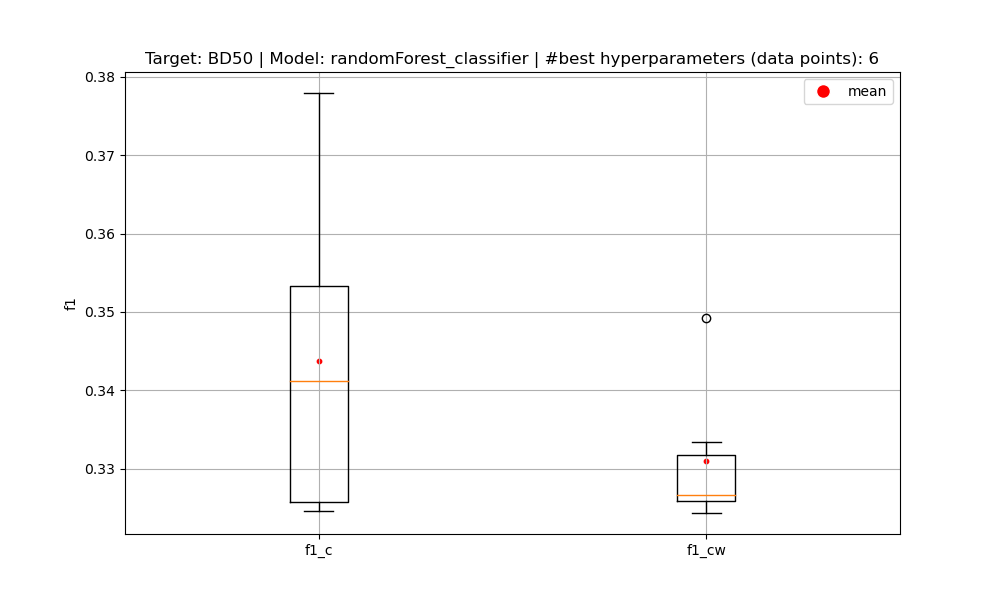 Target: BD50 | Model: randomForest_classifier | #best hyperparameters (data points): 6
mean
0.38
0.37
0.36
0.35
0.34
0.33
f1
f1_c
f1_cw